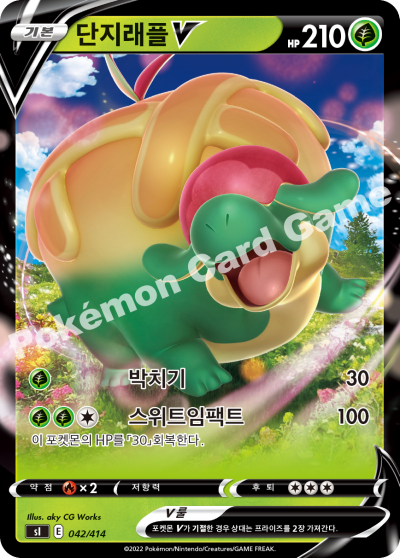 기본 단지래플 V HP 210
Pokémon Card Game
박치기 30
스위트임팩트 100
이 포켓몬의 HP를 「30」 회복한다.
약점 ×2 저항력 후퇴
Illus. aky CG Works
V룰
sI E 042/414
포켓몬 V가 기절한 경우 상대는 프라이즈를 2장 가져간다.
©2022 Pokémon/Nintendo/Creatures/GAME FREAK.